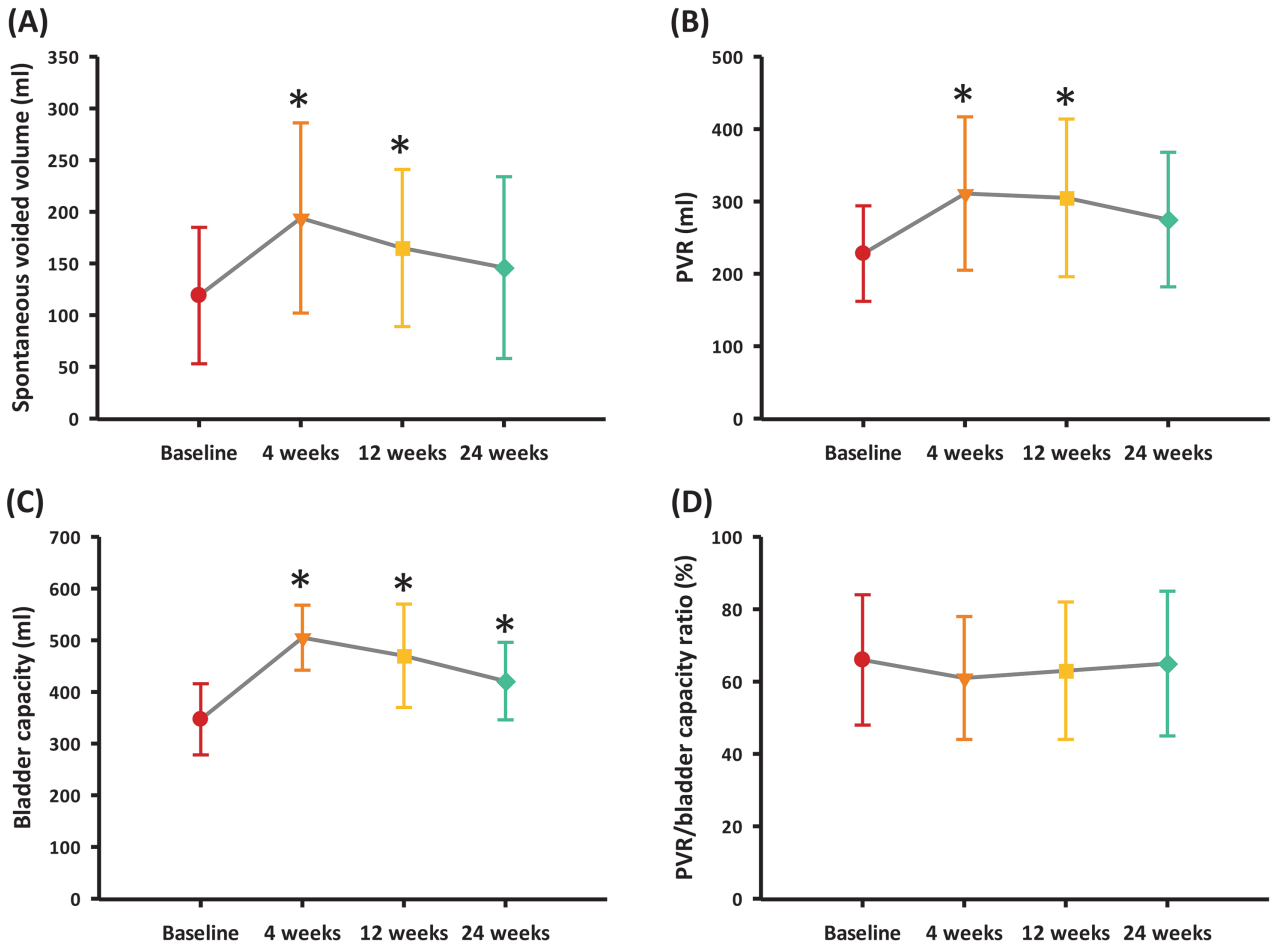 (A)
Spontaneous voided volume (ml)
350
300
250
200
150
100
50
0
*
*
Baseline 4 weeks 12 weeks 24 weeks
(B)
PVR (ml)
500
400
300
200
100
0
*
*
Baseline 4 weeks 12 weeks 24 weeks
(C)
Bladder capacity (ml)
700
600
500
400
300
200
100
0
*
*
*
Baseline 4 weeks 12 weeks 24 weeks
(D)
PVR/bladder capacity ratio (%)
100
80
60
40
20
0
Baseline 4 weeks 12 weeks 24 weeks